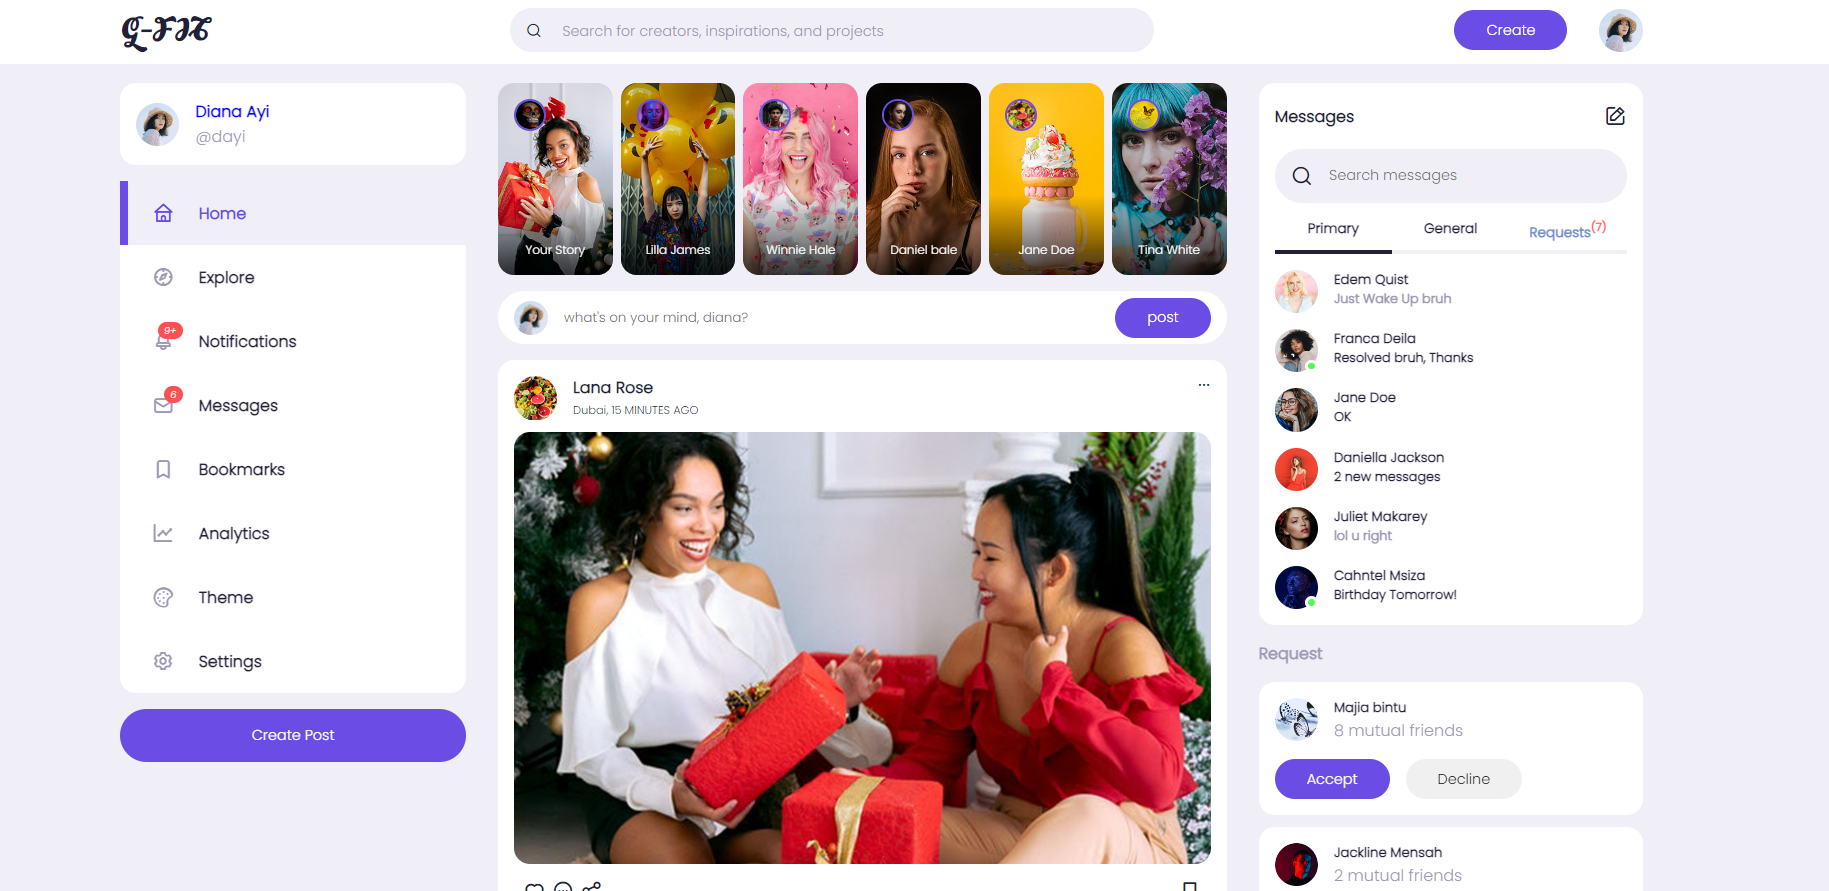 G-FIT
Search for creators, inspirations, and projects
Create
Diana Ayi
@dayi
Home
Explore
9+
Notifications
6
Messages
Bookmarks
Analytics
Theme
Settings
Create Post
Your Story
Lilla James
Winnie Hale
Daniel bale
Jane Doe
Tina White
what's on your mind, diana?
post
Lana Rose
Dubai, 15 MINUTES AGO
Messages
Search messages
Primary
General
Requests(7)
Edem Quist
Just Wake Up bruh
Franca Deila
Resolved bruh, Thanks
Jane Doe
OK
Daniella Jackson
2 new messages
Juliet Makarey
lol u right
Cahntel Msiza
Birthday Tomorrow!
Request
Majia bintu
8 mutual friends
Accept
Decline
Jackline Mensah
2 mutual friends